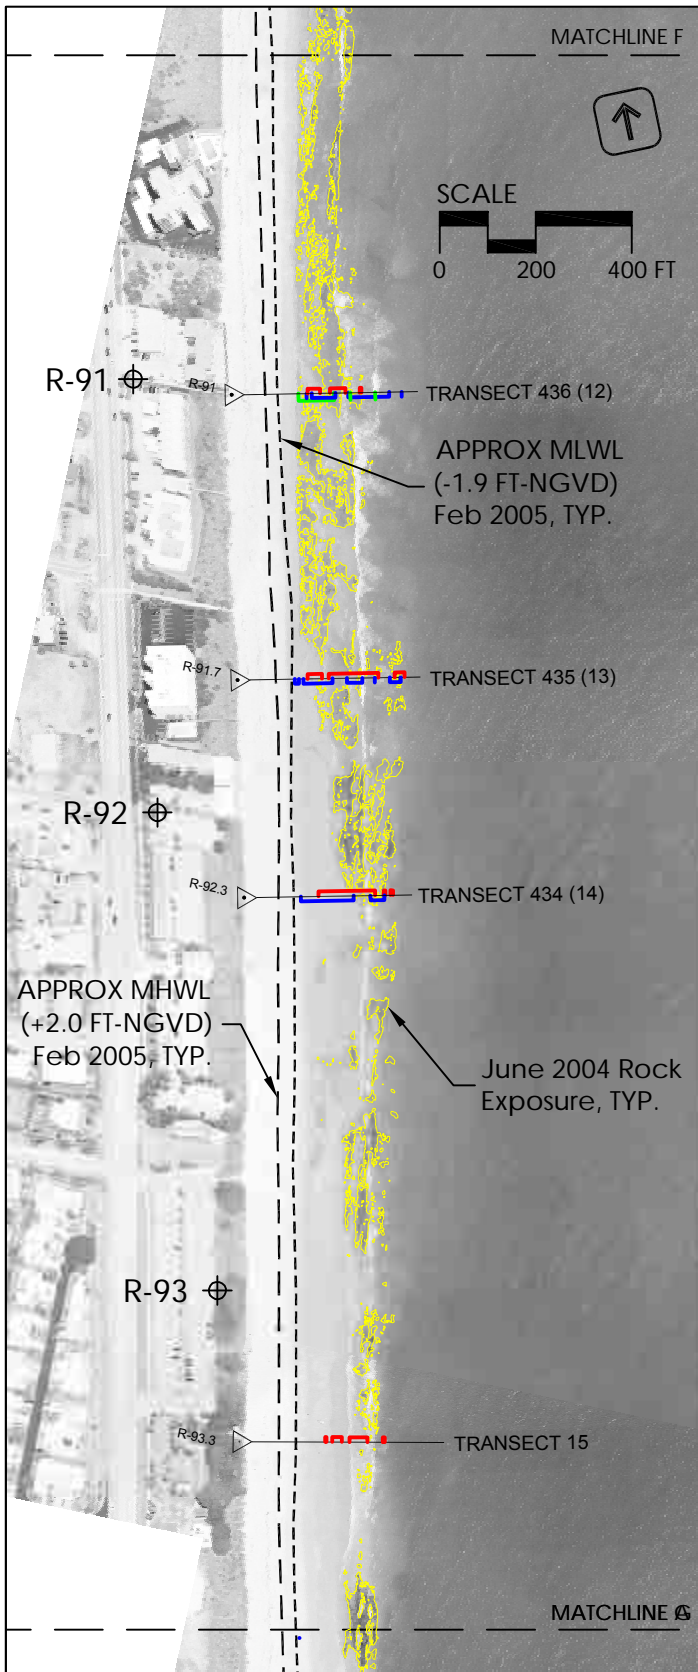 MATCHLINE F
SCALE
0 200 400 FT
R-91
R-91
TRANSECT 436 (12)
APPROX MLWL
(-1.9 FT-NGVD)
Feb 2005, TYP.
R-91.7
TRANSECT 435 (13)
R-92
R-92.3
TRANSECT 434 (14)
APPROX MHWL
(+2.0 FT-NGVD)
Feb 2005, TYP.
June 2004 Rock
Exposure, TYP.
R-93
R-93.3
TRANSECT 15
MATCHLINE